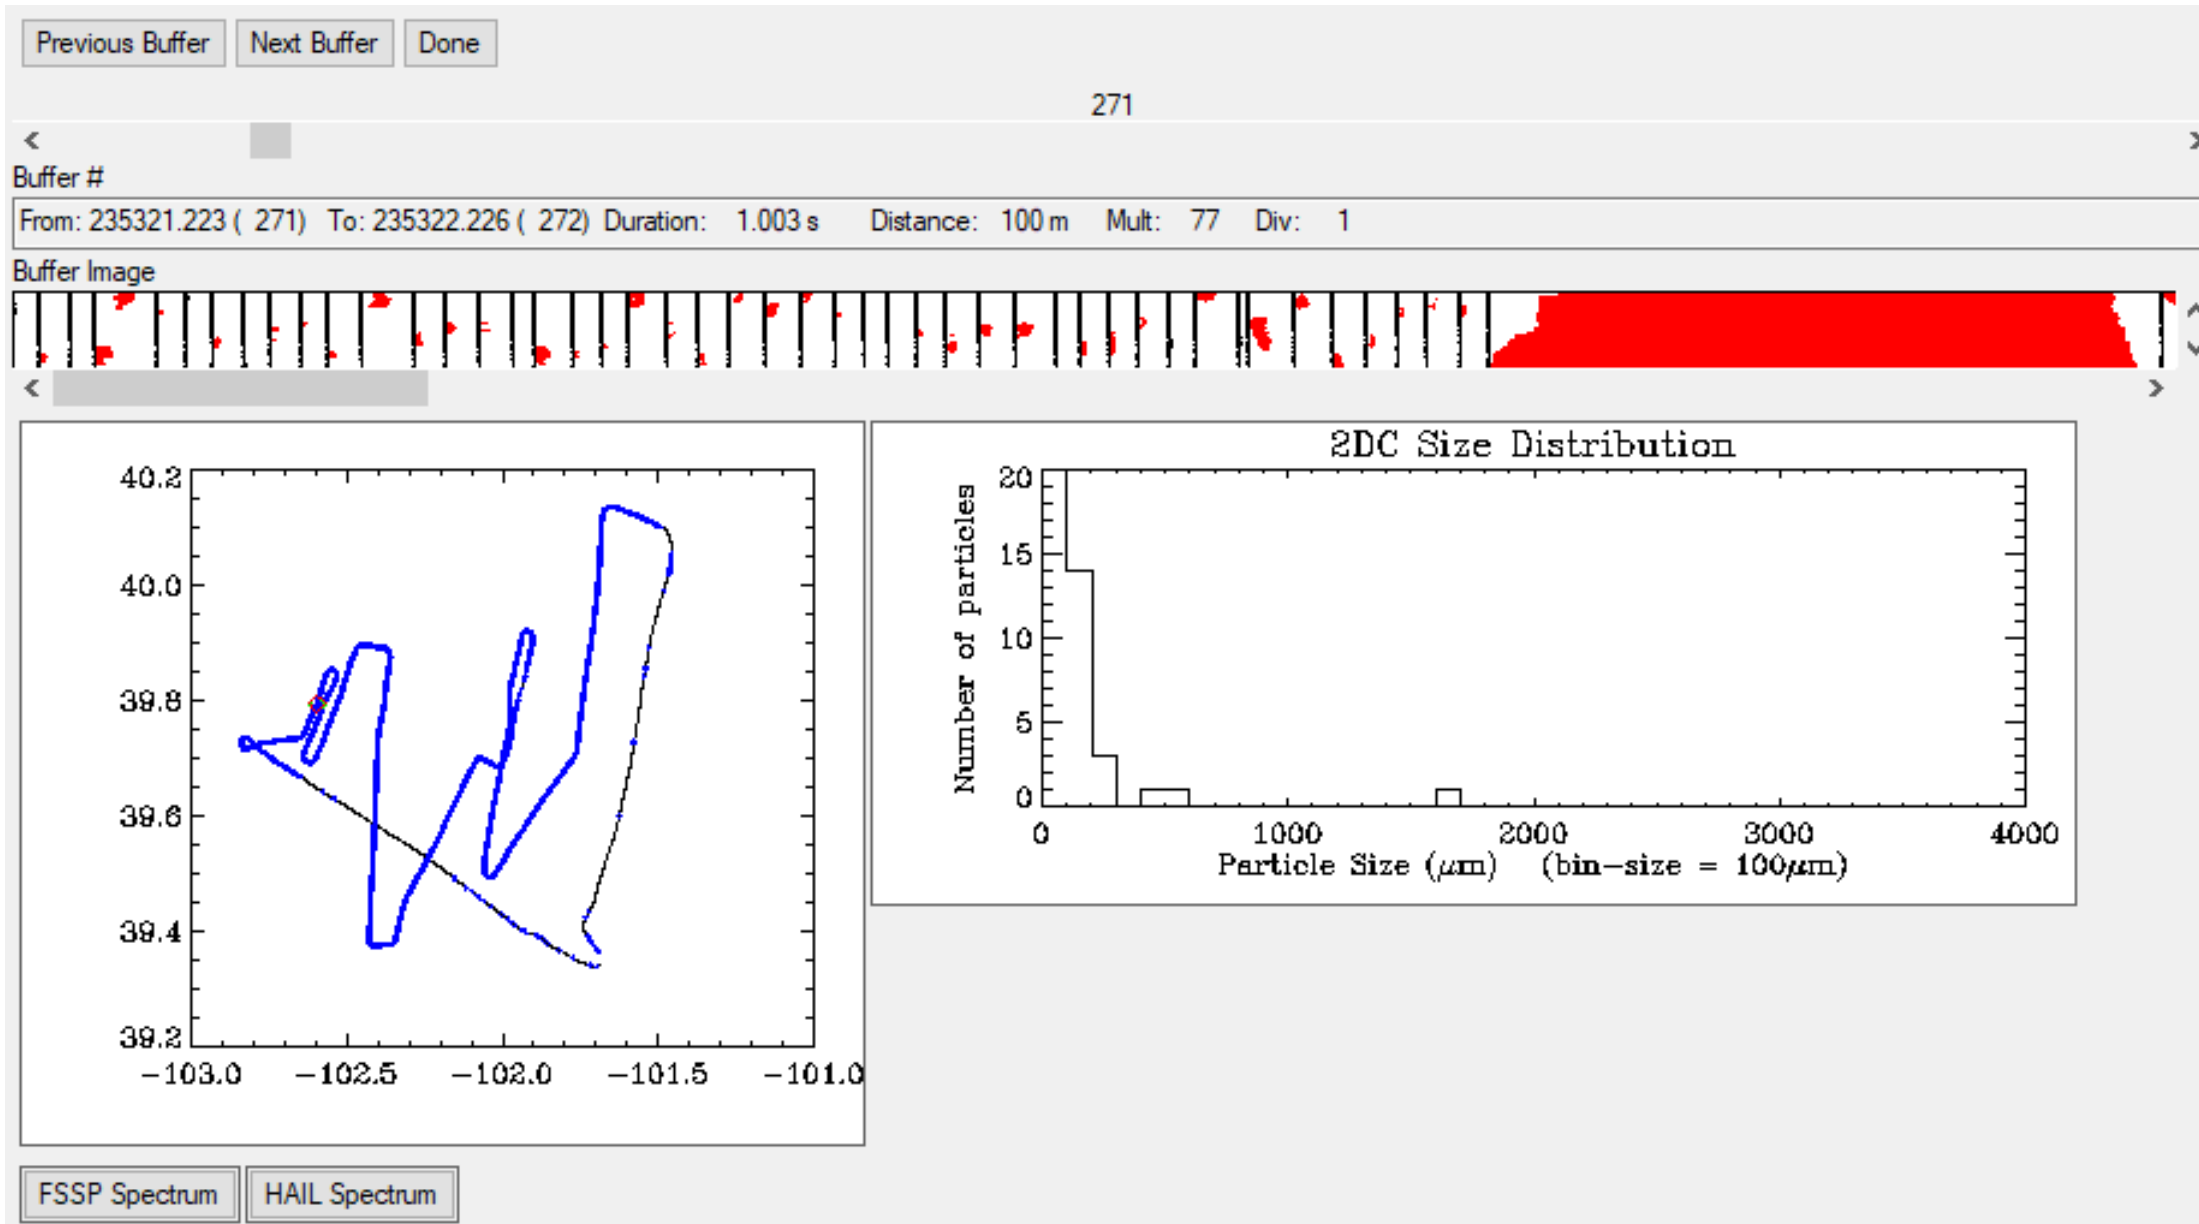 Previous Buffer Next Buffer Done
271
Buffer #
From: 235321.223 ( 271) To: 235322.226 ( 272) Duration: 1.003 s Distance: 100 m Mult: 77 Div: 1
Buffer Image
40.2
40.0
39.8
39.6
39.4
39.2
-103.0 -102.5 -102.0 -101.5 -101.0
2DC Size Distribution
Number of particles
20
15
10
5
0
0 1000 2000 3000 4000
Particle Size (μm) (bin-size = 100μm)
FSSP Spectrum HAIL Spectrum